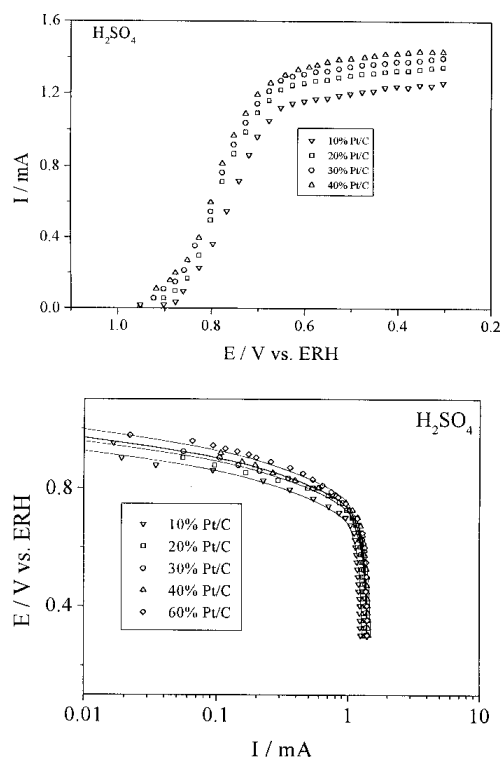 1.6
H₂SO₄
1.2
10% Pt/C
20% Pt/C
30% Pt/C
40% Pt/C
0.8
I / mA
0.4
0.0
1.0 0.8 0.6 0.4 0.2
E / V vs. ERH
H₂SO₄
0.8
E / V vs. ERH
10% Pt/C
20% Pt/C
30% Pt/C
40% Pt/C
60% Pt/C
0.4
0.01 0.1 1 10
I / mA